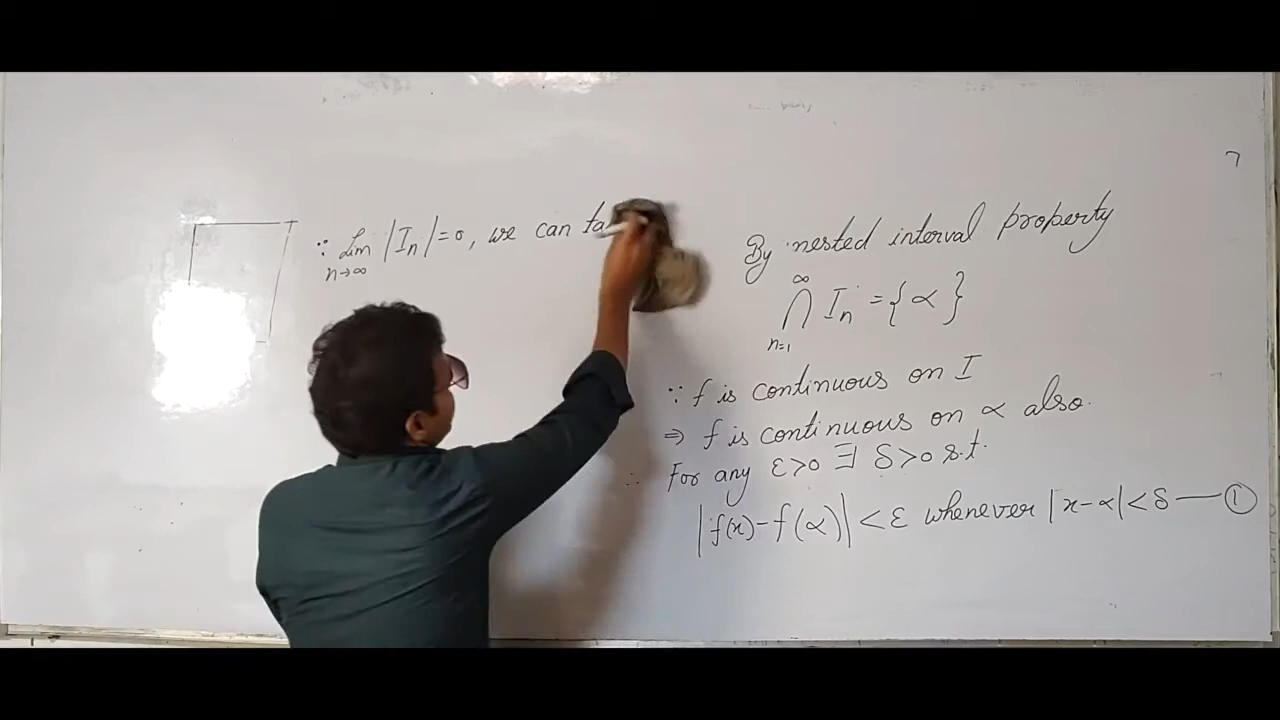 ∵ Lim |Iₙ| = 0, we can ta
n→∞
By nested interval property
∞
⋂ Iₙ = {α}
n=1
∵ f is continuous on I
⇒ f is continuous on α also.
∴ For any ε>0 ∃ δ>0 s.t.
|f(x)-f(α)| < ε whenever |x-α| < δ — ①